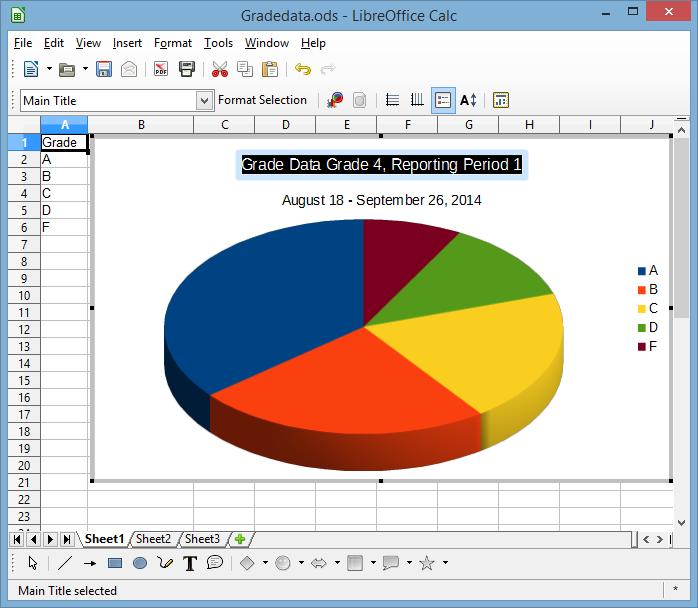 Gradedata.ods - LibreOffice Calc
File Edit View Insert Format Tools Window Help
PDF
Main Title Format Selection
A B C D E F G H I J
1 Grade
2 A
3 B
4 C
5 D
6 F
7
8
9
10
11
12
13
14
15
16
17
18
19
20
21
22
23
Grade Data Grade 4, Reporting Period 1
August 18 - September 26, 2014
A
B
C
D
F
Sheet1 Sheet2 Sheet3
T
Main Title selected *